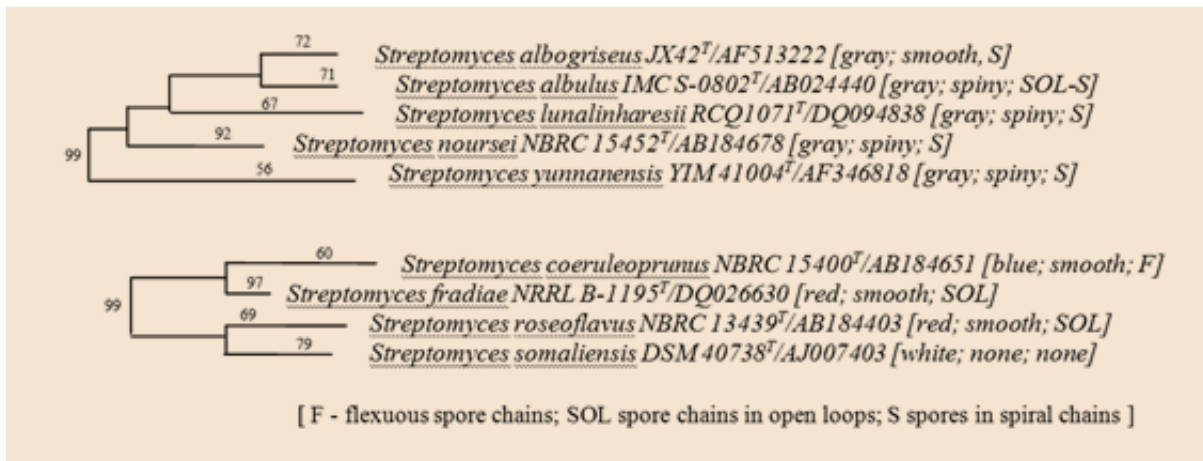 72
Streptomyces albogriseus JX42ᵀ/AF513222 [gray; smooth, S]
71
Streptomyces albulus IMC S-0802ᵀ/AB024440 [gray; spiny; SOL-S]
67
Streptomyces lunalinharesii RCQ1071ᵀ/DQ094838 [gray; spiny; S]
92
Streptomyces noursei NBRC 15452ᵀ/AB184678 [gray; spiny; S]
99
56
Streptomyces yunnanensis YIM 41004ᵀ/AF346818 [gray; spiny; S]
60
Streptomyces coeruleoprunus NBRC 15400ᵀ/AB184651 [blue; smooth; F]
97
Streptomyces fradiae NRRL B-1195ᵀ/DQ026630 [red; smooth; SOL]
99
69
Streptomyces roseoflavus NBRC 13439ᵀ/AB184403 [red; smooth; SOL]
79
Streptomyces somaliensis DSM 40738ᵀ/AJ007403 [white; none; none]
[ F - flexuous spore chains; SOL spore chains in open loops; S spores in spiral chains ]